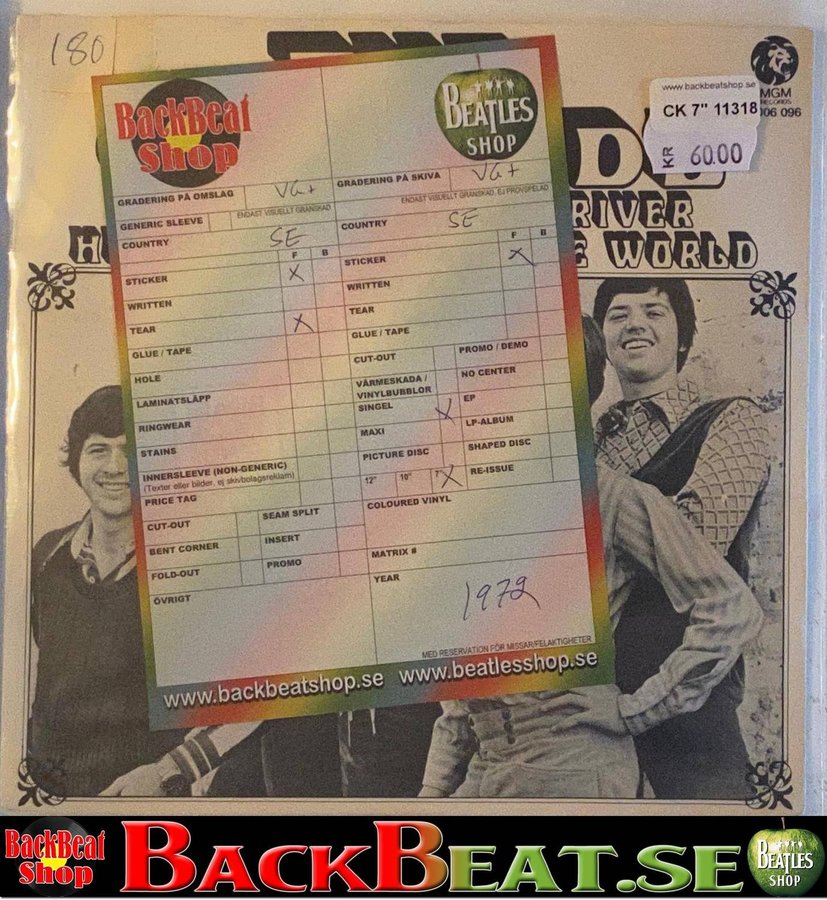 180
MGM
RECORDS
2006 096
www.backbeatshop.se
CK 7" 11318
KR 60.00
RIVER
WORLD
BackBeat
Shop
BEATLES
SHOP
GRADERING PÅ OMSLAG VG+
ENDAST VISUELLT GRANSKAD
GENERIC SLEEVE
COUNTRY SE
F B
STICKER X
WRITTEN
TEAR X
GLUE / TAPE
HOLE
LAMINATSLÄPP
RINGWEAR
STAINS
INNERSLEEVE (NON-GENERIC)
(Texter eller bilder, ej skivbolagsreklam)
PRICE TAG
CUT-OUT SEAM SPLIT
BENT CORNER INSERT
FOLD-OUT PROMO
ÖVRIGT
GRADERING PÅ SKIVA VG+
ENDAST VISUELLT GRANSKAD, EJ PROVSPELAD
COUNTRY SE
F B
STICKER X
WRITTEN
TEAR
GLUE / TAPE
CUT-OUT PROMO / DEMO
VÄRMESKADA / NO CENTER
VINYLBUBBLOR
SINGEL X EP
MAXI LP-ALBUM
PICTURE DISC SHAPED DISC
12" 10" 7" X RE-ISSUE
COLOURED VINYL
MATRIX #
YEAR
1972
MED RESERVATION FÖR MISSAR/FELAKTIGHETER
www.backbeatshop.se www.beatlesshop.se
BackBeat
Shop
BACKBEAT.SE
BEATLES
SHOP